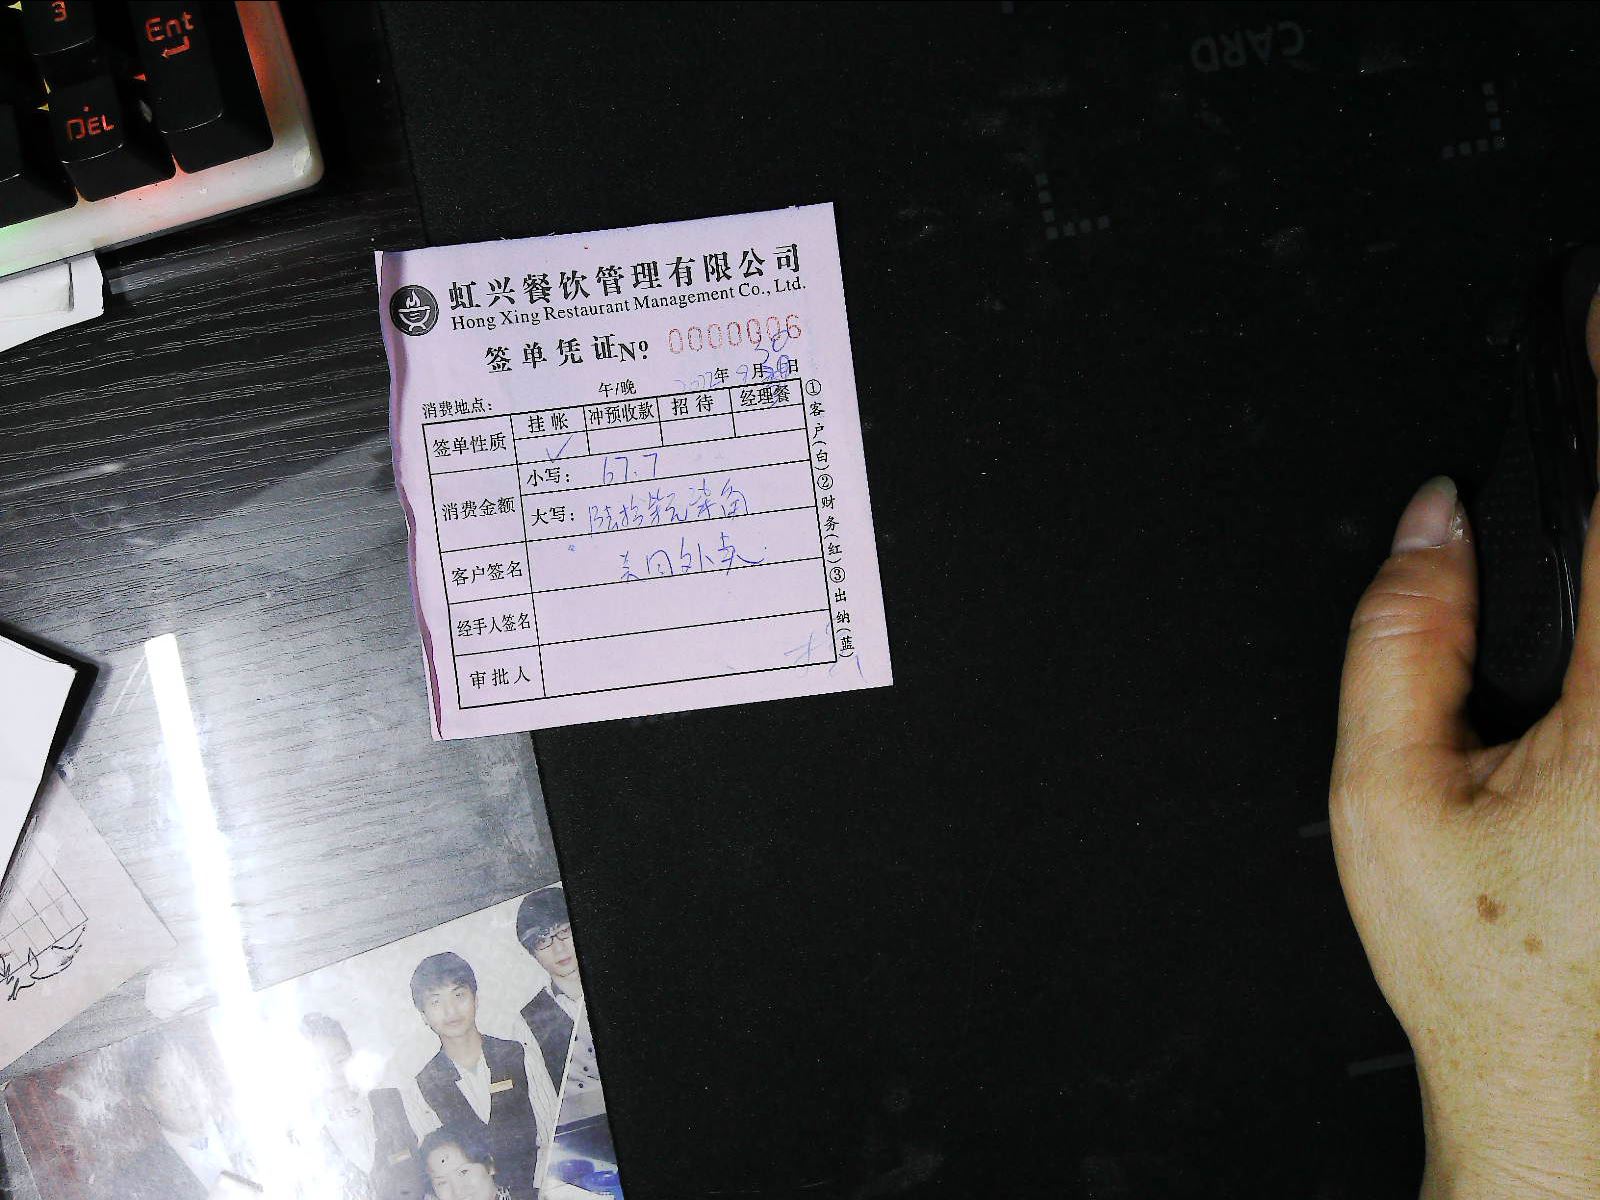 3
Ent
DEL
CARD
虹兴餐饮管理有限公司
Hong Xing Restaurant Management Co., Ltd.
签单凭证No 0000006
消费地点: 午/晚 2022年9月30日
签单性质 挂帐 冲预收款 招待 经理餐
✓
消费金额 小写: 67.7
大写: 陆拾柒元柒角
客户签名 美团外卖
经手人签名
审批人
①客户(白)②财务(红)③出纳(蓝)